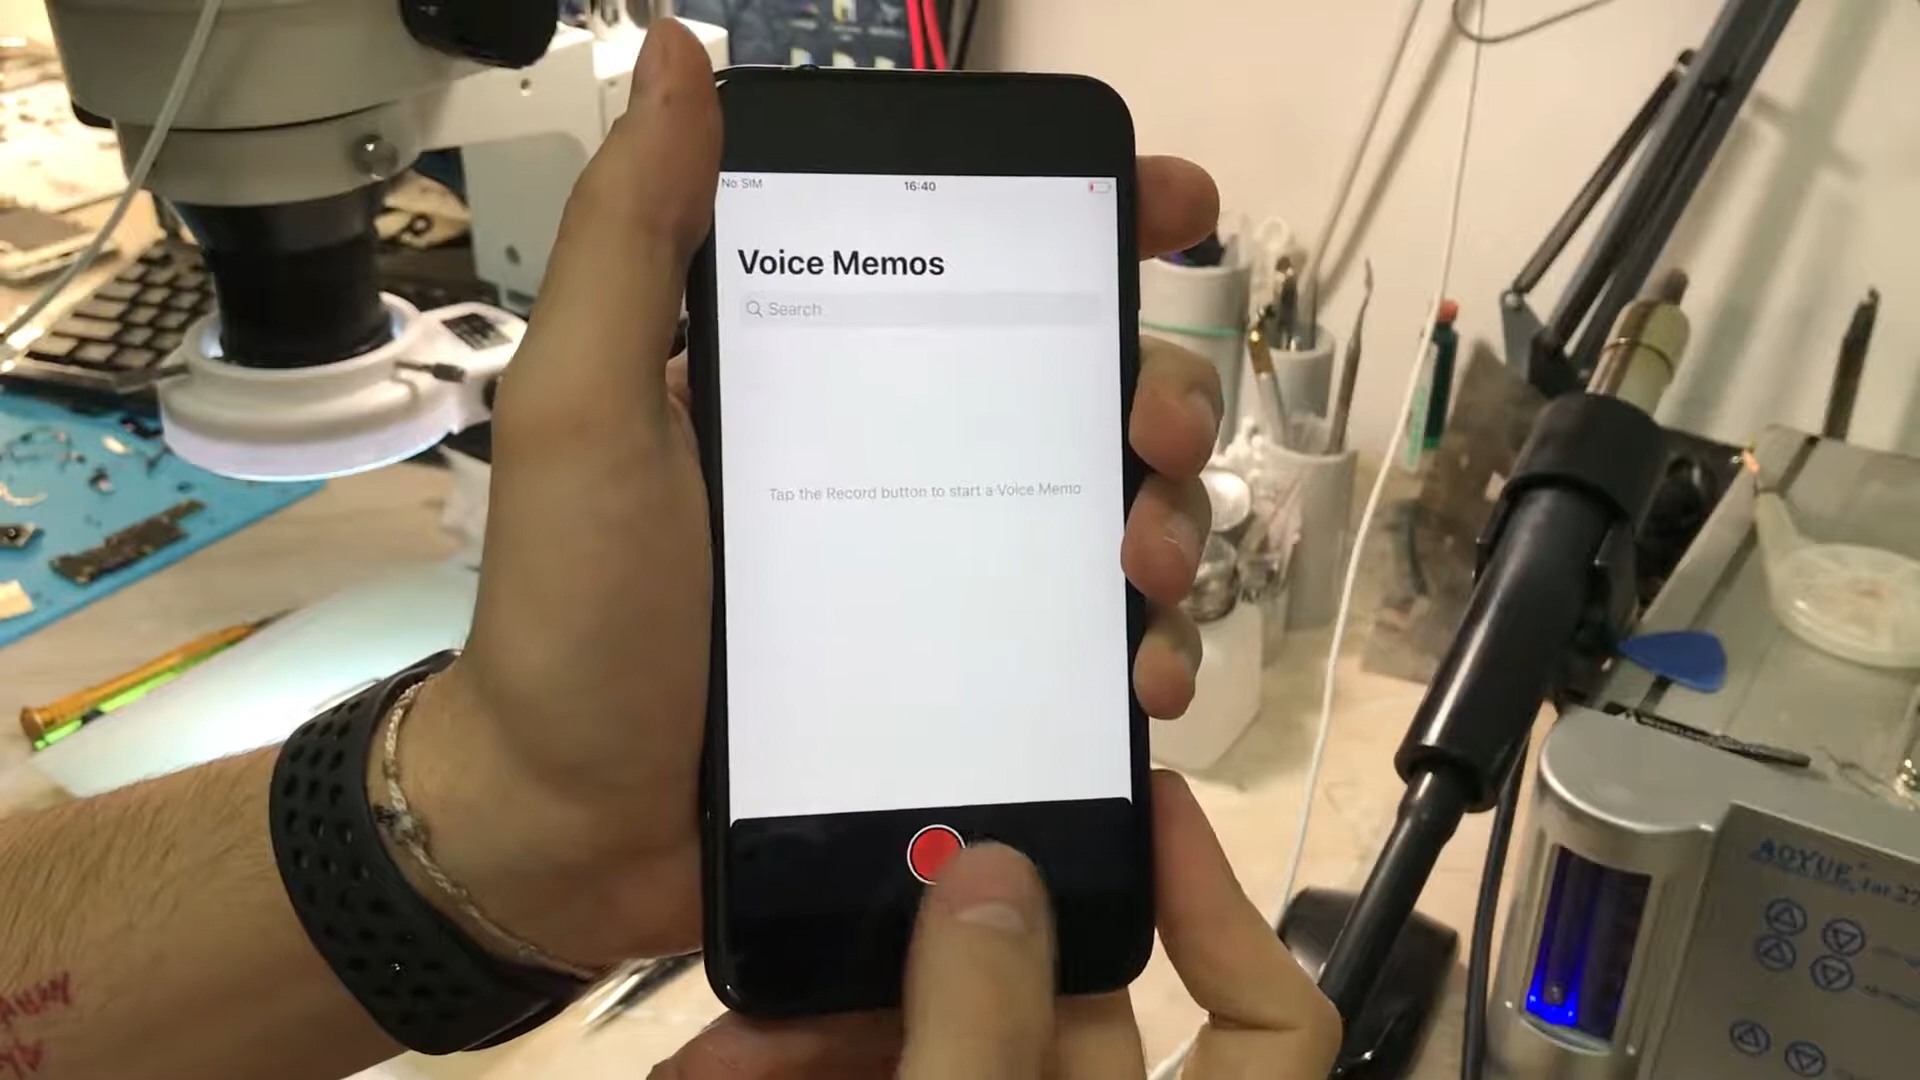 No SIM 16:40
Voice Memos
Search
Tap the Record button to start a Voice Memo
AOYUE